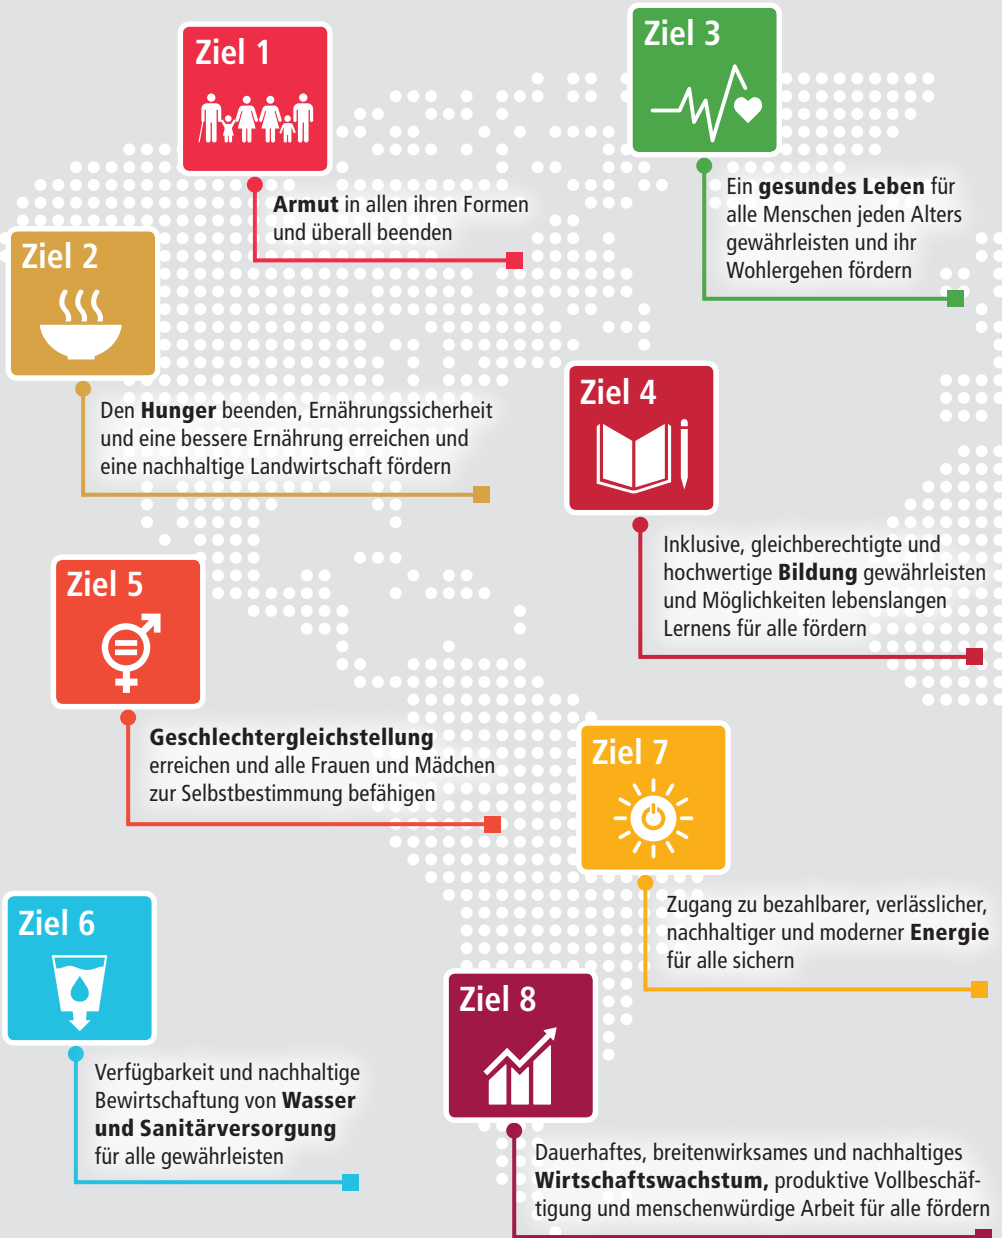 Ziel 1
Armut in allen ihren Formen
und überall beenden
Ziel 2
Den Hunger beenden, Ernährungssicherheit
und eine bessere Ernährung erreichen und
eine nachhaltige Landwirtschaft fördern
Ziel 3
Ein gesundes Leben für
alle Menschen jeden Alters
gewährleisten und ihr
Wohlergehen fördern
Ziel 4
Inklusive, gleichberechtigte und
hochwertige Bildung gewährleisten
und Möglichkeiten lebenslangen
Lernens für alle fördern
Ziel 5
Geschlechtergleichstellung
erreichen und alle Frauen und Mädchen
zur Selbstbestimmung befähigen
Ziel 6
Verfügbarkeit und nachhaltige
Bewirtschaftung von Wasser
und Sanitärversorgung
für alle gewährleisten
Ziel 7
Zugang zu bezahlbarer, verlässlicher,
nachhaltiger und moderner Energie
für alle sichern
Ziel 8
Dauerhaftes, breitenwirksames und nachhaltiges
Wirtschaftswachstum, produktive Vollbeschäf-
tigung und menschenwürdige Arbeit für alle fördern